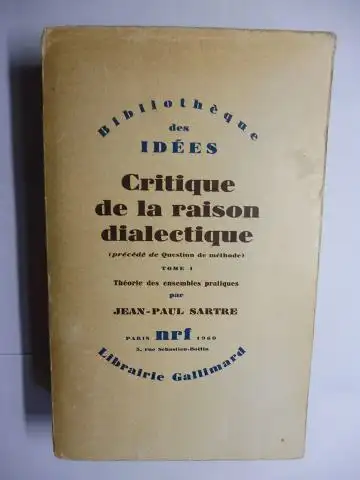 Bibliothèque
des
IDÉES
Critique
de la raison
dialectique
(précédé de Question de méthode)
TOME I
Théorie des ensembles pratiques
par
JEAN-PAUL SARTRE
PARIS nrf 1960
5, rue Sébastien-Bottin
Librairie Gallimard